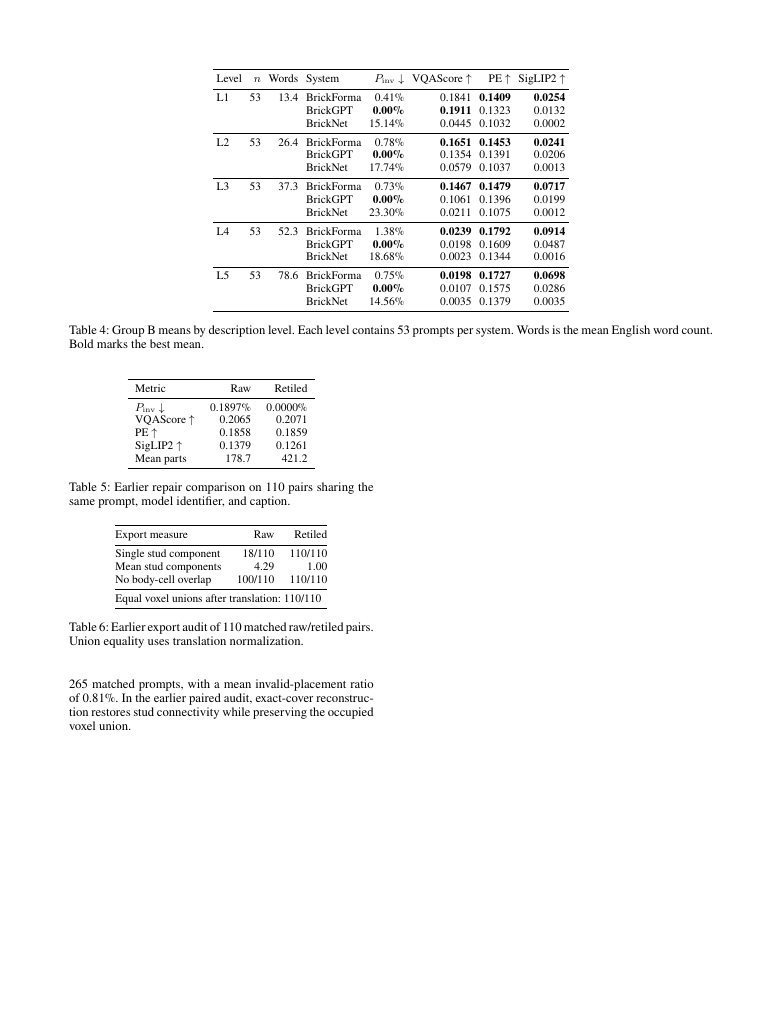 Level n Words System Pinv ↓ VQAScore ↑ PE ↑ SigLIP2 ↑
L1 53 13.4 BrickForma 0.41% 0.1841 0.1409 0.0254
BrickGPT 0.00% 0.1911 0.1323 0.0132
BrickNet 15.14% 0.0445 0.1032 0.0002
L2 53 26.4 BrickForma 0.78% 0.1651 0.1453 0.0241
BrickGPT 0.00% 0.1354 0.1391 0.0206
BrickNet 17.74% 0.0579 0.1037 0.0013
L3 53 37.3 BrickForma 0.73% 0.1467 0.1479 0.0717
BrickGPT 0.00% 0.1061 0.1396 0.0199
BrickNet 23.30% 0.0211 0.1075 0.0012
L4 53 52.3 BrickForma 1.38% 0.0239 0.1792 0.0914
BrickGPT 0.00% 0.0198 0.1609 0.0487
BrickNet 18.68% 0.0023 0.1344 0.0016
L5 53 78.6 BrickForma 0.75% 0.0198 0.1727 0.0698
BrickGPT 0.00% 0.0107 0.1575 0.0286
BrickNet 14.56% 0.0035 0.1379 0.0035
Table 4: Group B means by description level. Each level contains 53 prompts per system. Words is the mean English word count.
Bold marks the best mean.
Metric Raw Retiled
Pinv ↓ 0.1897% 0.0000%
VQAScore ↑ 0.2065 0.2071
PE ↑ 0.1858 0.1859
SigLIP2 ↑ 0.1379 0.1261
Mean parts 178.7 421.2
Table 5: Earlier repair comparison on 110 pairs sharing the
same prompt, model identifier, and caption.
Export measure Raw Retiled
Single stud component 18/110 110/110
Mean stud components 4.29 1.00
No body-cell overlap 100/110 110/110
Equal voxel unions after translation: 110/110
Table 6: Earlier export audit of 110 matched raw/retiled pairs.
Union equality uses translation normalization.
265 matched prompts, with a mean invalid-placement ratio
of 0.81%. In the earlier paired audit, exact-cover reconstruc-
tion restores stud connectivity while preserving the occupied
voxel union.